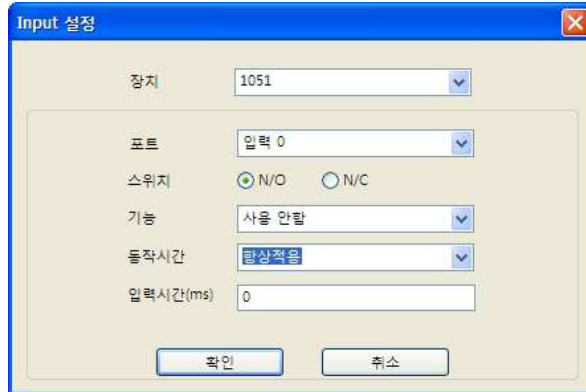 Input 설정
장치 1051
포트 입력 0
스위치 N/O N/C
기능 사용 안함
동작시간 항상적용
입력시간(ms) 0
확인 취소